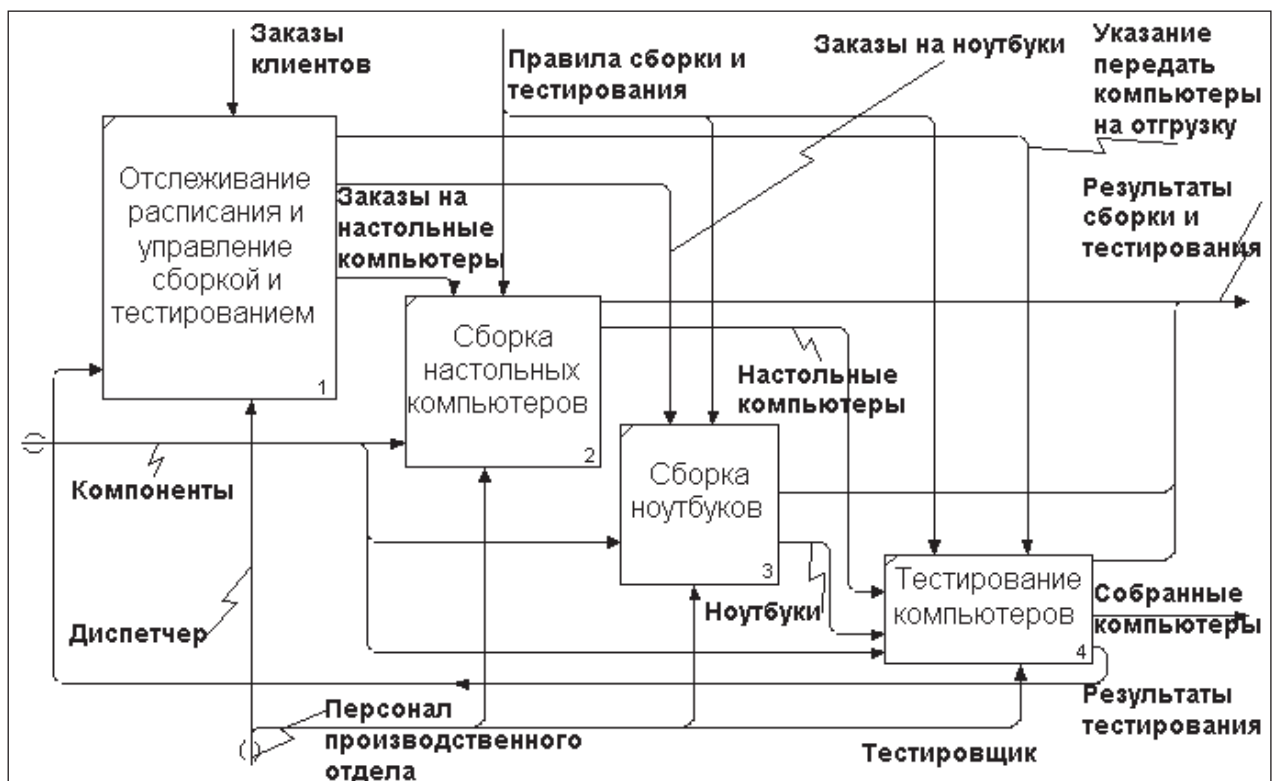 Заказы
клиентов
Правила сборки и
тестирования
Заказы на ноутбуки
Указание
передать
компьютеры
на отгрузку
Отслеживание
расписания и
управление
сборкой и
тестированием
1
Заказы на
настольные
компьютеры
Результаты
сборки и
тестирования
Сборка
настольных
компьютеров
2
Настольные
компьютеры
Компоненты
Сборка
ноутбуков
3
Ноутбуки
Тестирование
компьютеров
4
Собранные
компьютеры
Диспетчер
Результаты
тестирования
Персонал
производственного
отдела
Тестировщик